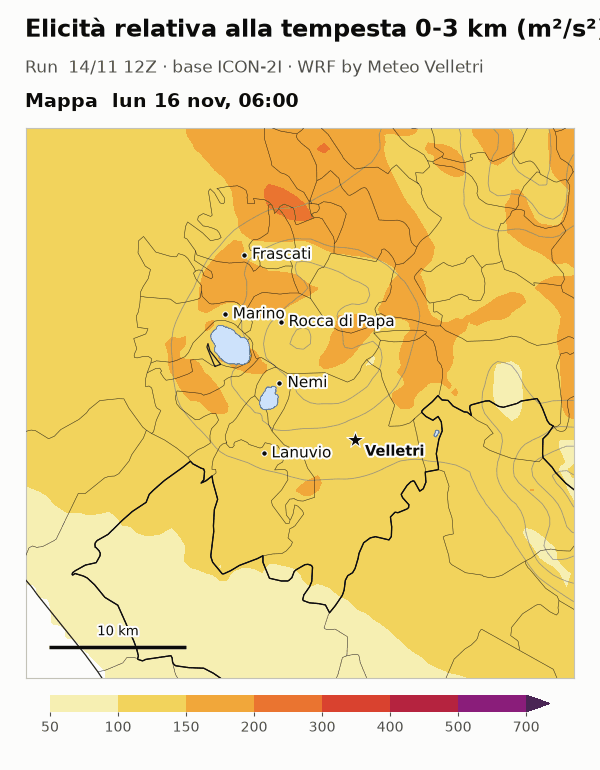 Elicità relativa alla tempesta 0-3 km (m²/s²)
Run 14/11 12Z · base ICON-2I · WRF by Meteo Velletri
Mappa lun 16 nov, 06:00
Frascati
Marino
Rocca di Papa
Nemi
Velletri
Lanuvio
10 km
50 100 150 200 300 400 500 700